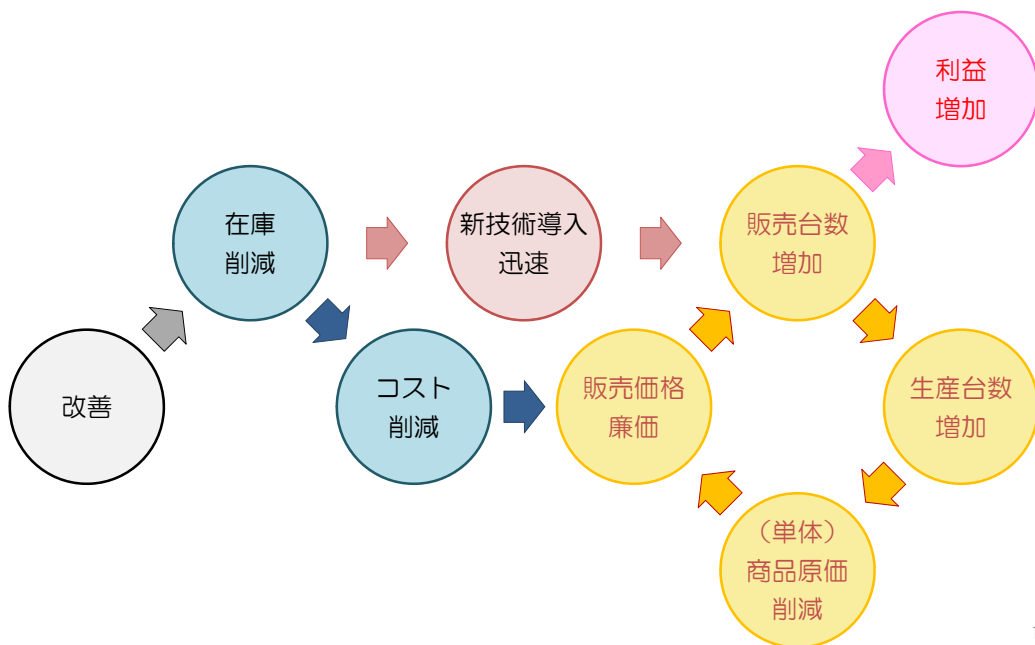 利益
増加
在庫
削減
新技術導入
迅速
販売台数
増加
改善
コスト
削減
販売価格
廉価
生産台数
増加
（単体）
商品原価
削減